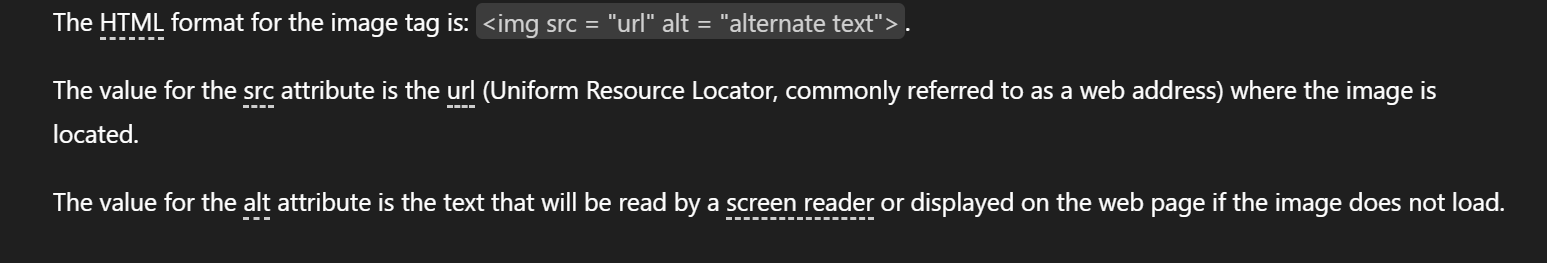 The HTML format for the image tag is: <img src = "url" alt = "alternate text">.
The value for the src attribute is the url (Uniform Resource Locator, commonly referred to as a web address) where the image is
located.
The value for the alt attribute is the text that will be read by a screen reader or displayed on the web page if the image does not load.